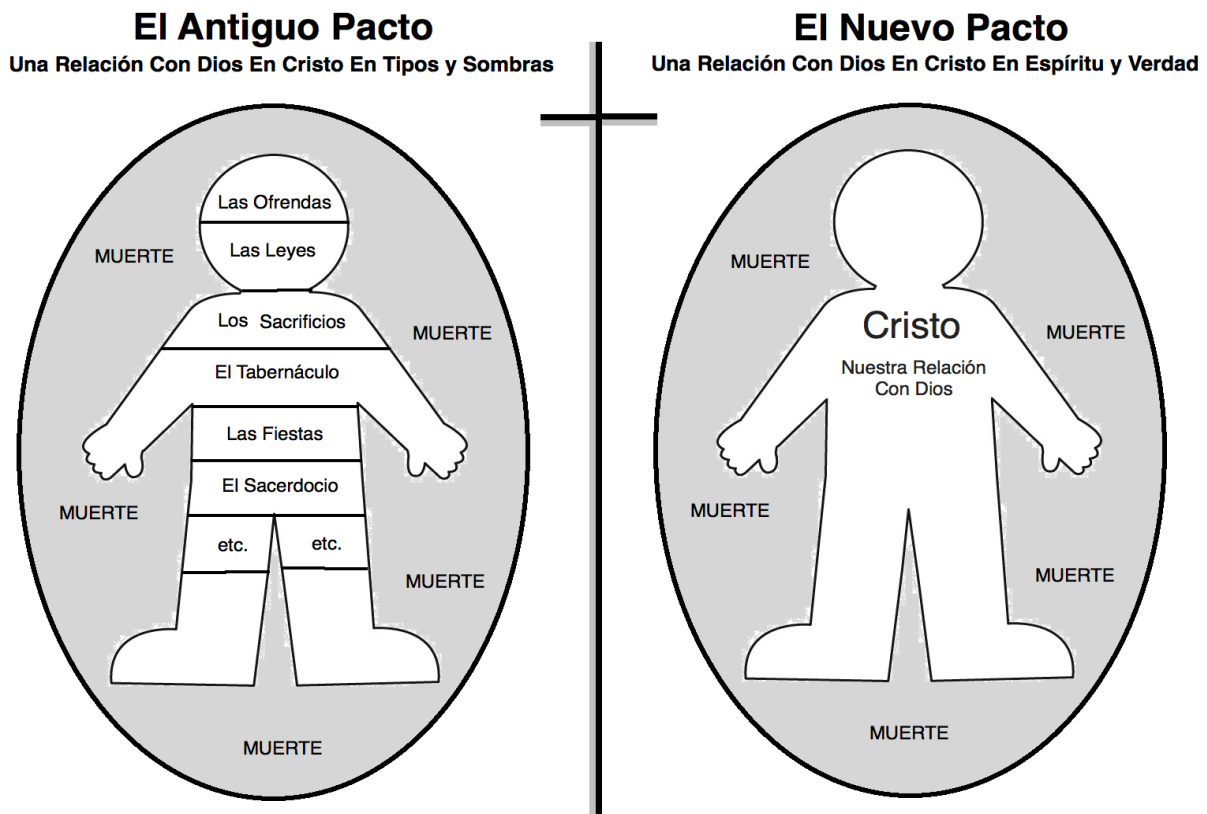 El Antiguo Pacto
Una Relación Con Dios En Cristo En Tipos y Sombras
Las Ofrendas
Las Leyes
MUERTE
Los Sacrificios
MUERTE
El Tabernáculo
Las Fiestas
El Sacerdocio
MUERTE
etc.
etc.
MUERTE
MUERTE
El Nuevo Pacto
Una Relación Con Dios En Cristo En Espíritu y Verdad
MUERTE
Cristo
MUERTE
Nuestra Relación
Con Dios
MUERTE
MUERTE
MUERTE